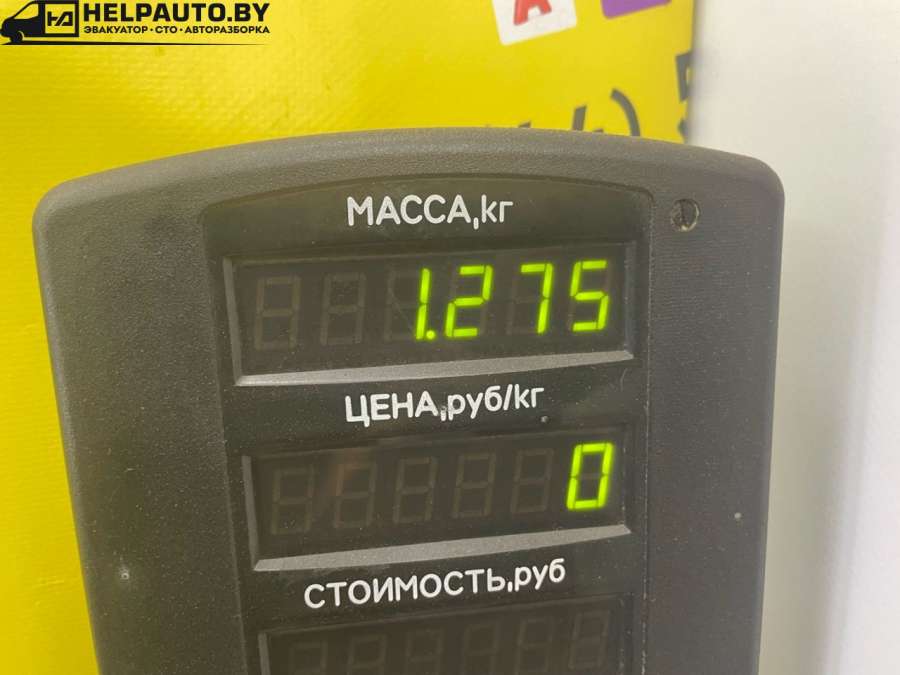 HELPAUTO.BY
ЭВАКУАТОР·СТО·АВТОРАЗБОРКА
А
МАССА,кг
1.275
ЦЕНА,руб/кг
0
СТОИМОСТЬ,руб